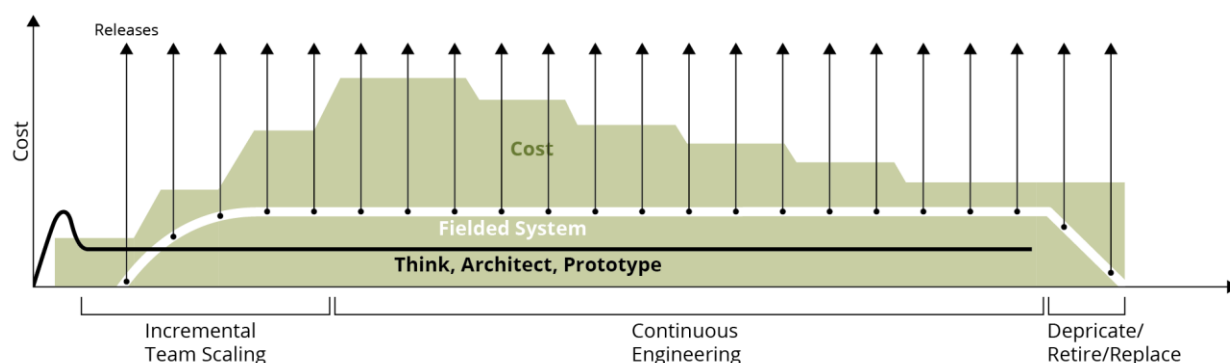 Releases
Cost
Cost
Fielded System
Think, Architect, Prototype
Incremental
Team Scaling
Continuous
Engineering
Depricate/
Retire/Replace